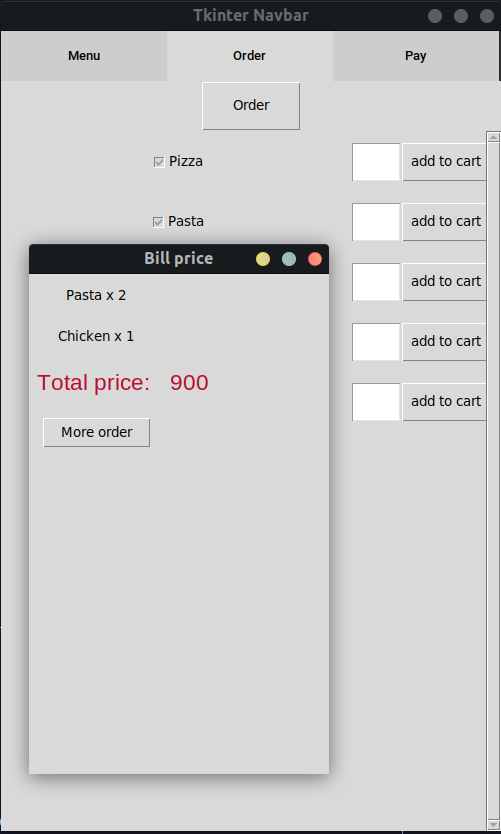 Tkinter Navbar
Menu Order Pay
Order
Pizza add to cart
Pasta add to cart
Bill price
Pasta x 2
add to cart
Chicken x 1
add to cart
Total price: 900
add to cart
More order